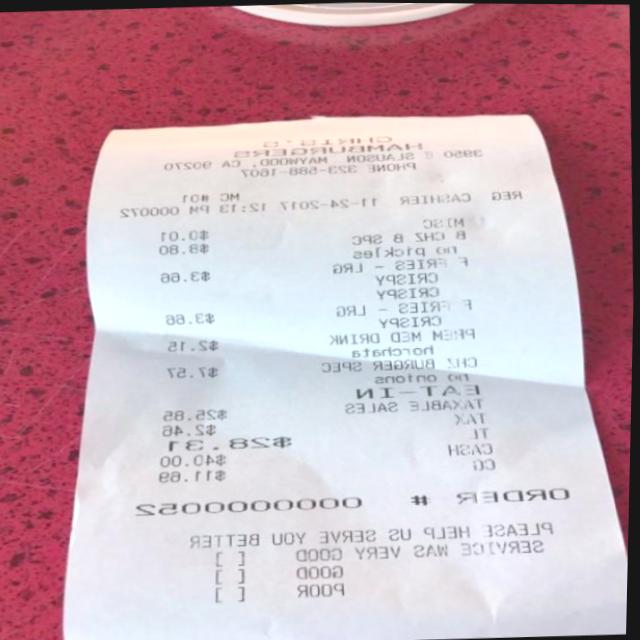 CHRIS'S
HAMBURGERS
3950 E SLAUSON MAYWOOD, CA 90270
PHONE 323-588-1607
MC #01
REG CASHIER 11-24-2017 12:13 PM 000072
MISC $0.01
B CHZ B SPC $8.80
no pickles
F FRIES - LRG $3.66
CRISPY
CRISPY
F FRIES - LRG $3.66
CRISPY
PREM MED DRINK $2.15
horchata
CHZ BURGER SPEC $7.57
no onions
EAT-IN
TAXABLE SALES $25.85
TAX $2.46
TL $28.31
CASH $40.00
CG $11.69
ORDER # 0000000052
PLEASE HELP US SERVE YOU BETTER
SERVICE WAS VERY GOOD [ ]
GOOD [ ]
POOR [ ]